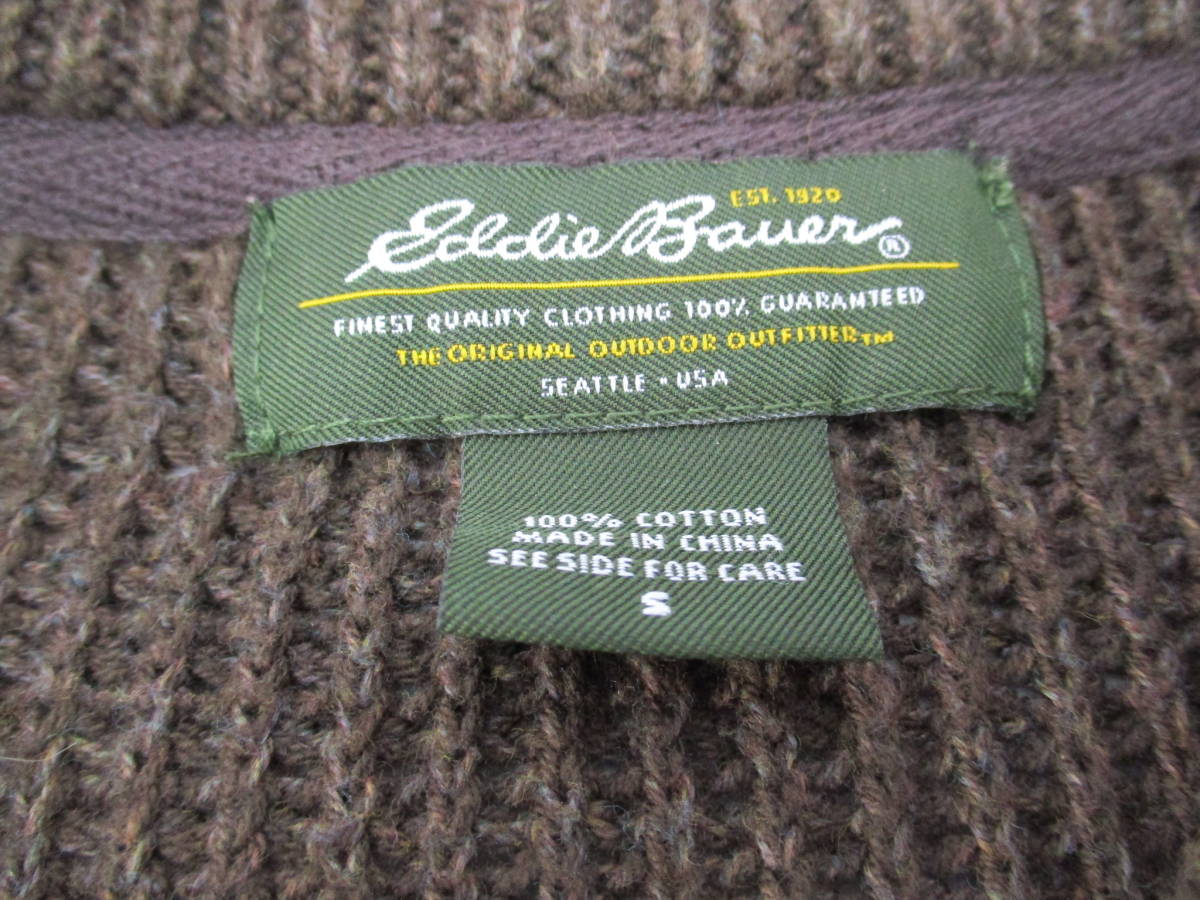 EST. 1920
Eddie Bauer®
FINEST QUALITY CLOTHING 100% GUARANTEED
THE ORIGINAL OUTDOOR OUTFITTER™
SEATTLE • USA
100% COTTON
MADE IN CHINA
SEE SIDE FOR CARE
S